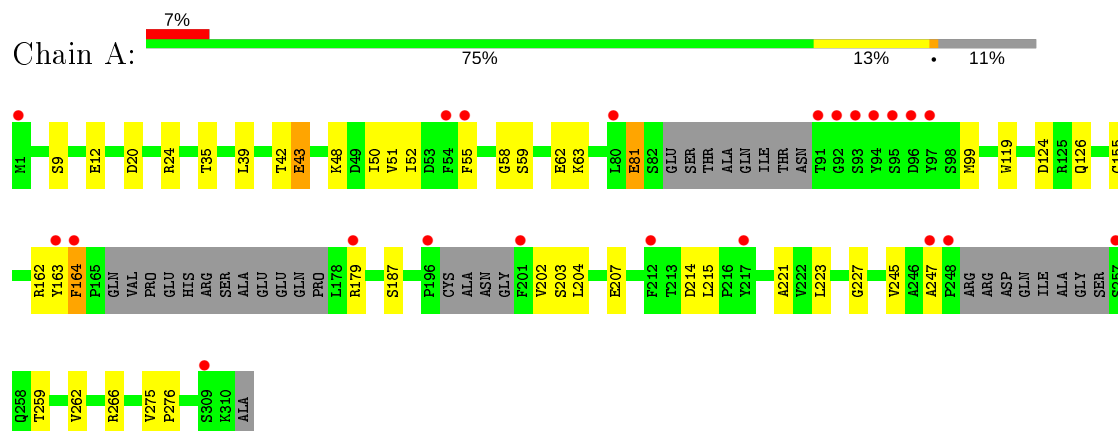 7%
Chain A:
75% 13% • 11%
M1 S9 E12 D20 R24 T35 L39 T42 E43 K48 D49 I50 V51 I52 D53 F54 F55 G58 S59 E62 K63 L80 E81 S82 GLU SER THR ALA GLN ILE THR ASN T91 G92 S93 Y94 S95 D96 Y97 S98 M99 W119 D124 R125 Q126
R162 Y163 F164 P165 GLN VAL PRO GLU HIS ARG SER ALA GLU GLU GLN PRO L178 R179 S187 P196 CYS ALA ASN GLY F201 V202 S203 L204 E207 F212 T213 D214 L215 P216 Y217 A221 V222 L223 G227 V245 A246 A247 P248 ARG ARG ASP GLN ILE ALA GLY SER S257
Q258 T259 V262 R266 V275 P276 S309 K310 ALA